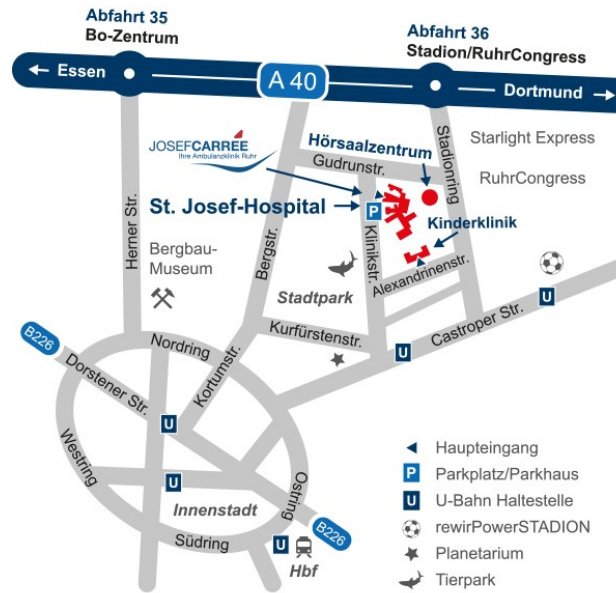 Abfahrt 35
Bo-Zentrum
Abfahrt 36
Stadion/RuhrCongress
Essen
A 40
Dortmund
JOSEFCARREE
Ihre Ambulanzklinik Ruhr
Hörsaalzentrum
Gudrunstr.
Stadionring
Starlight Express
RuhrCongress
St. Josef-Hospital
P
Kinderklinik
Herner Str.
Bergstr.
Klinikstr.
Bergbau-
Museum
Alexandrinenstr.
Stadtpark
Kurfürstenstr.
Castroper Str.
U
U
B226
Nordring
Dorstener Str.
Kortumstr.
U
Westring
U
Innenstadt
Ostring
B226
Südring
U
Hbf
Haupteingang
P Parkplatz/Parkhaus
U U-Bahn Haltestelle
rewirPowerSTADION
Planetarium
Tierpark